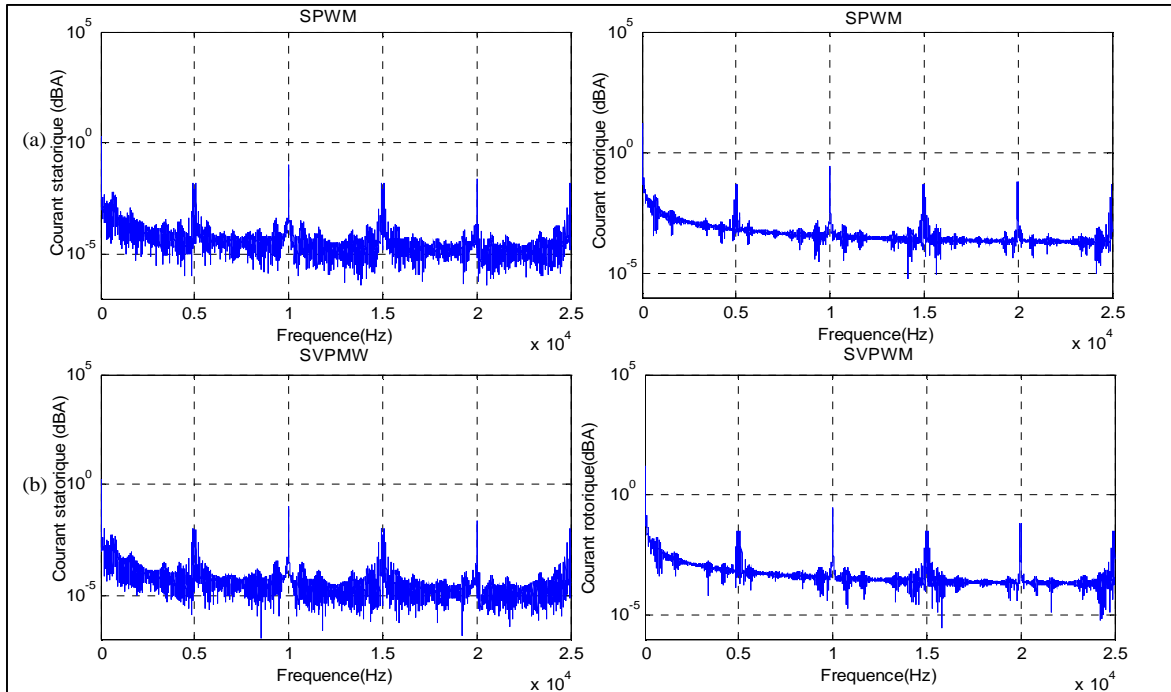 SPWM
10^5
10^0
10^-5
Courant statorique (dBA)
(a)
0 0.5 1 1.5 2 2.5
Frequence(Hz)
x 10^4
SPWM
10^5
10^0
10^-5
Courant rotorique (dBA)
0 0.5 1 1.5 2 2.5
Frequence(Hz)
x 10^4
SVPMW
10^5
10^0
10^-5
Courant statorique (dBA)
(b)
0 0.5 1 1.5 2 2.5
Frequence(Hz)
x 10^4
SVPWM
10^5
10^0
10^-5
Courant rotorique(dBA)
0 0.5 1 1.5 2 2.5
Frequence(Hz)
x 10^4